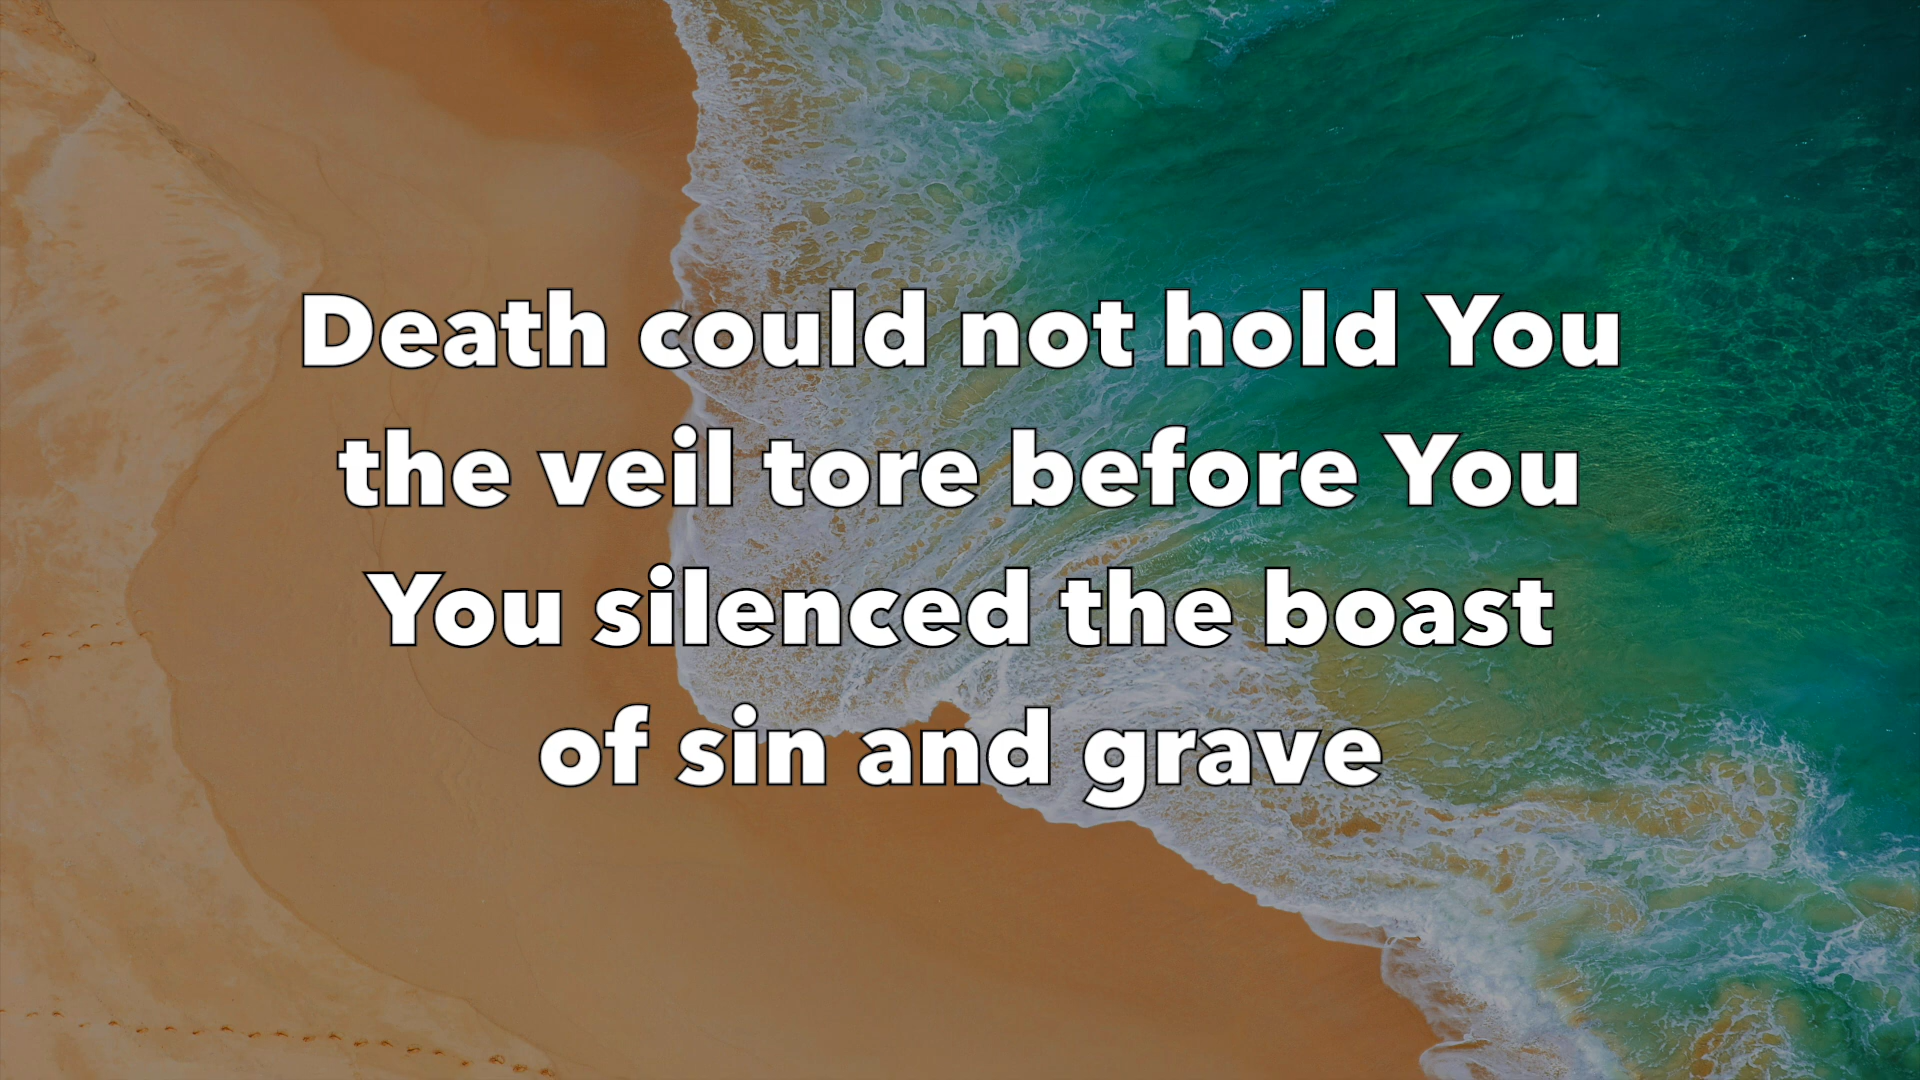 Death could not hold You
the veil tore before You
You silenced the boast
of sin and grave